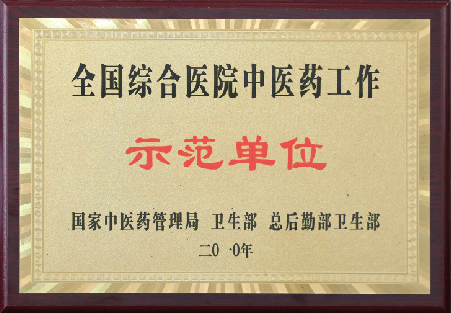 全国综合医院中医药工作
示范单位
国家中医药管理局 卫生部 总后勤部卫生部
二〇一〇年